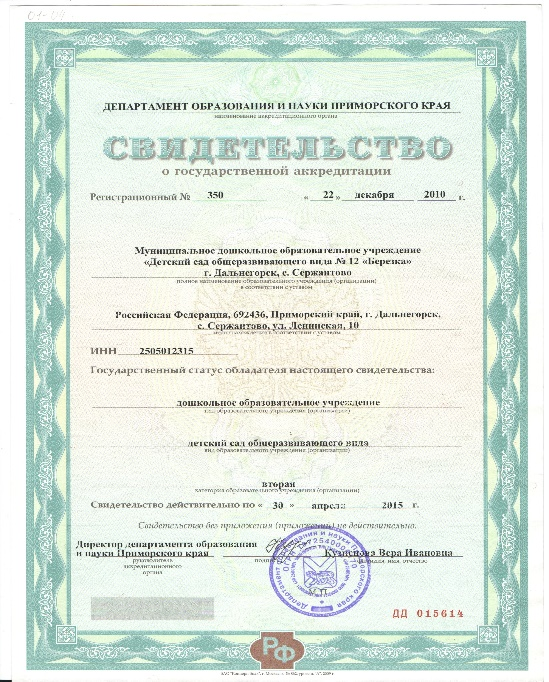 01-04
ДЕПАРТАМЕНТ ОБРАЗОВАНИЯ И НАУКИ ПРИМОРСКОГО КРАЯ
наименование аккредитационного органа
СВИДЕТЕЛЬСТВО
о государственной аккредитации
Регистрационный № 350 « 22 » декабря 2010 г.
Муниципальное дошкольное образовательное учреждение
«Детский сад общеразвивающего вида № 12 «Березка»
г. Дальнегорск, с. Сержантово
полное наименование образовательного учреждения (организации)
в соответствии с уставом
Российская Федерация, 692436, Приморский край, г. Дальнегорск,
с. Сержантово, ул. Ленинская, 10
место нахождения в соответствии с уставом
ИНН 2505012315
Государственный статус обладателя настоящего свидетельства:
дошкольное образовательное учреждение
тип образовательного учреждения (организации)
детский сад общеразвивающего вида
вид образовательного учреждения (организации)
вторая
категория образовательного учреждения (организации)
Свидетельство действительно по « 30 » апреля 2015 г.
Свидетельство без приложения (приложений) не действительно.
Директор департамента образования
и науки Приморского края Кузнецова Вера Ивановна
руководитель
аккредитационного
органа
фамилия, имя, отчество
М.П.
ДД 015614
РФ